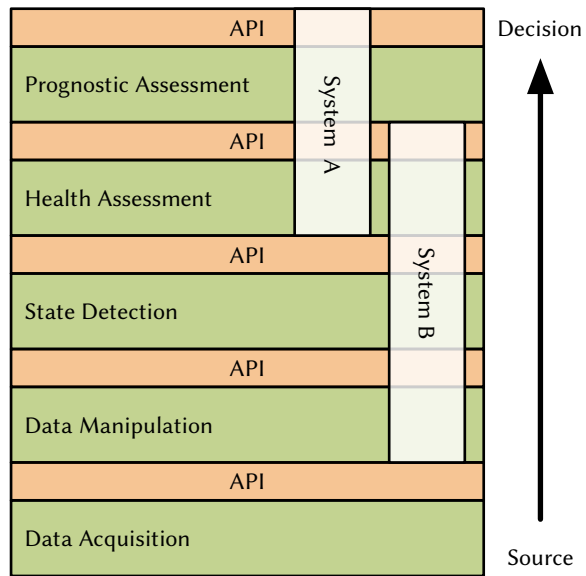 API
Decision
Prognostic Assessment
System A
API
Health Assessment
API
System B
State Detection
API
Data Manipulation
API
Data Acquisition
Source